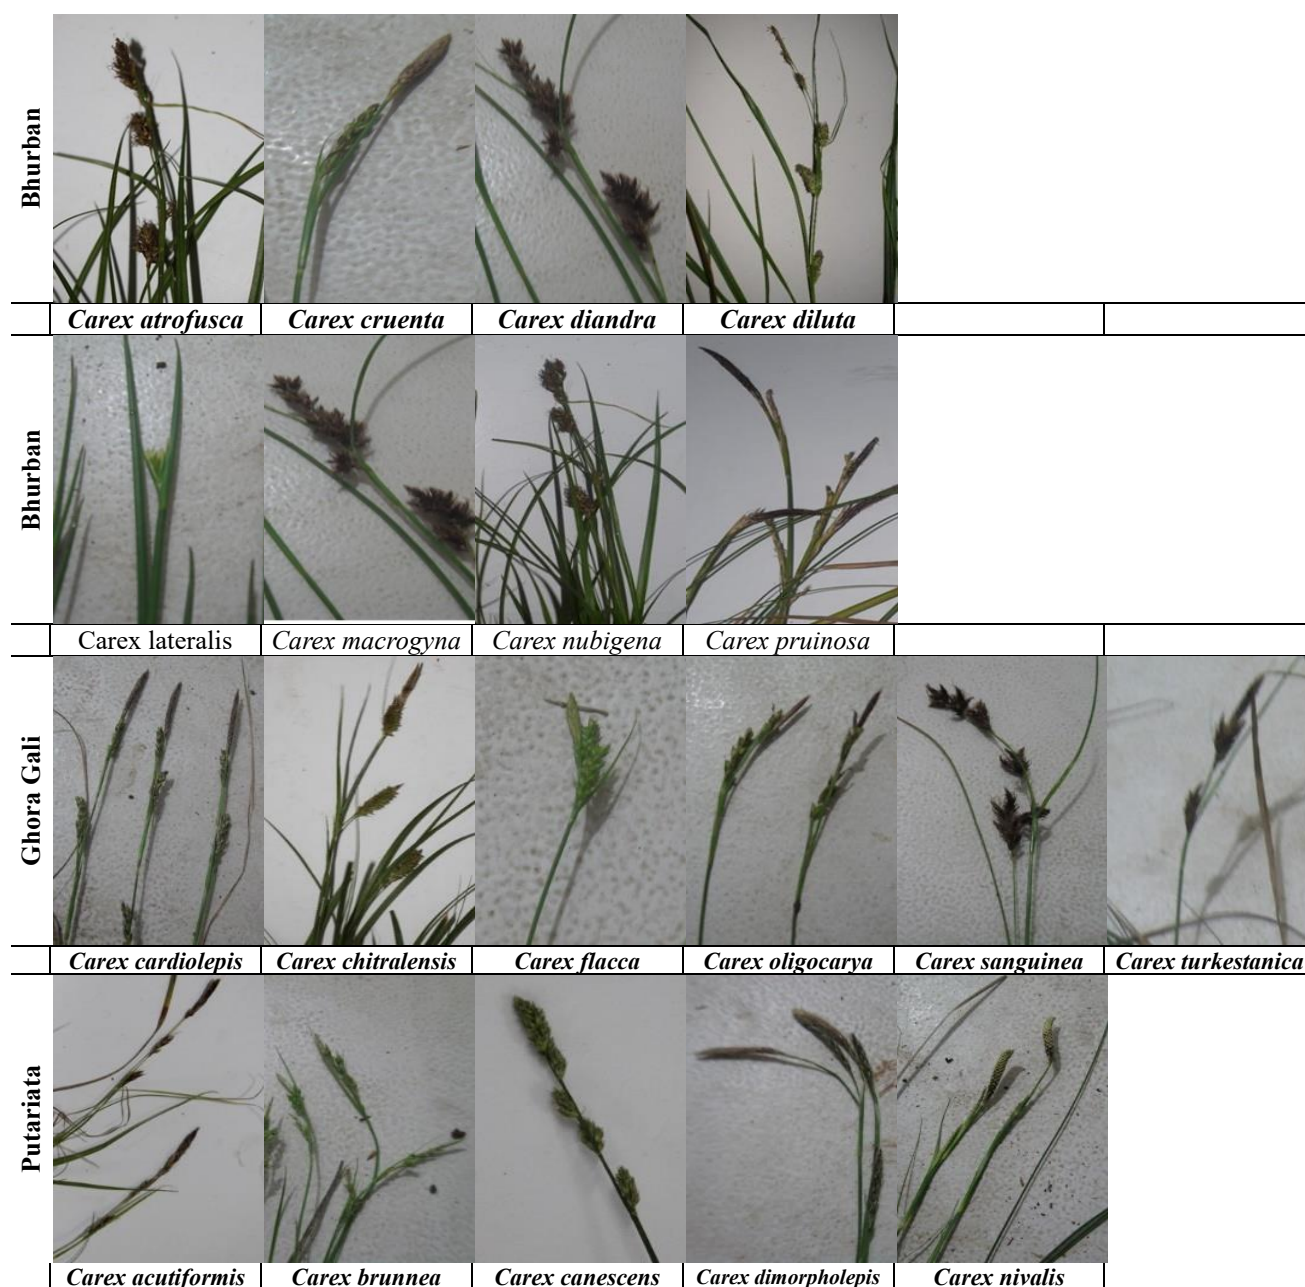 Bhurban
Carex atrofusca Carex cruenta Carex diandra Carex diluta
Bhurban
Carex lateralis Carex macrogyna Carex nubigena Carex pruinosa
Ghora Gali
Carex cardiolepis Carex chitralensis Carex flacca Carex oligocarya Carex sanguinea Carex turkestanica
Putariata
Carex acutiformis Carex brunnea Carex canescens Carex dimorpholepis Carex nivalis